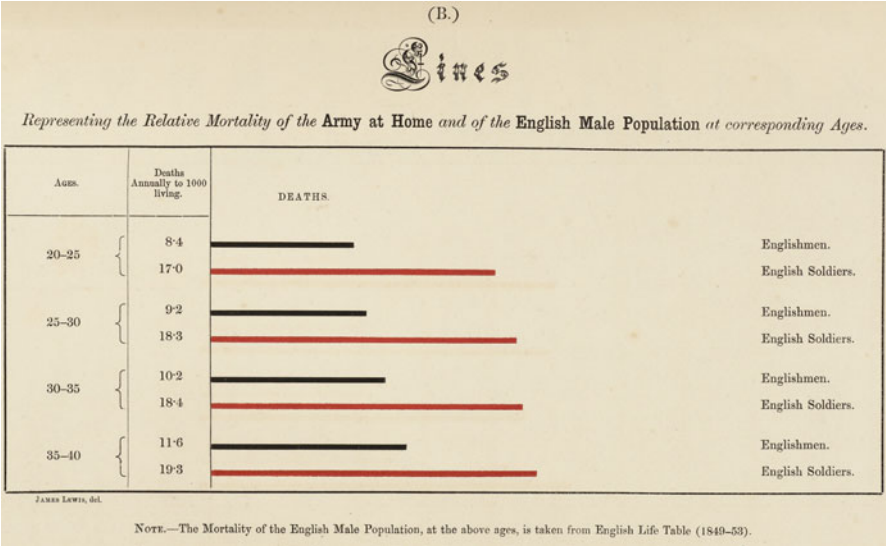 (B.)
Lines
Representing the Relative Mortality of the Army at Home and of the English Male Population at corresponding Ages.
AGES. Deaths Annually to 1000 living. DEATHS.
20–25
8·4 Englishmen.
17·0 English Soldiers.
25–30
9·2 Englishmen.
18·3 English Soldiers.
30–35
10·2 Englishmen.
18·4 English Soldiers.
35–40
11·6 Englishmen.
19·3 English Soldiers.
JAMES LEWIS, del.
NOTE.—The Mortality of the English Male Population, at the above ages, is taken from English Life Table (1849–53).